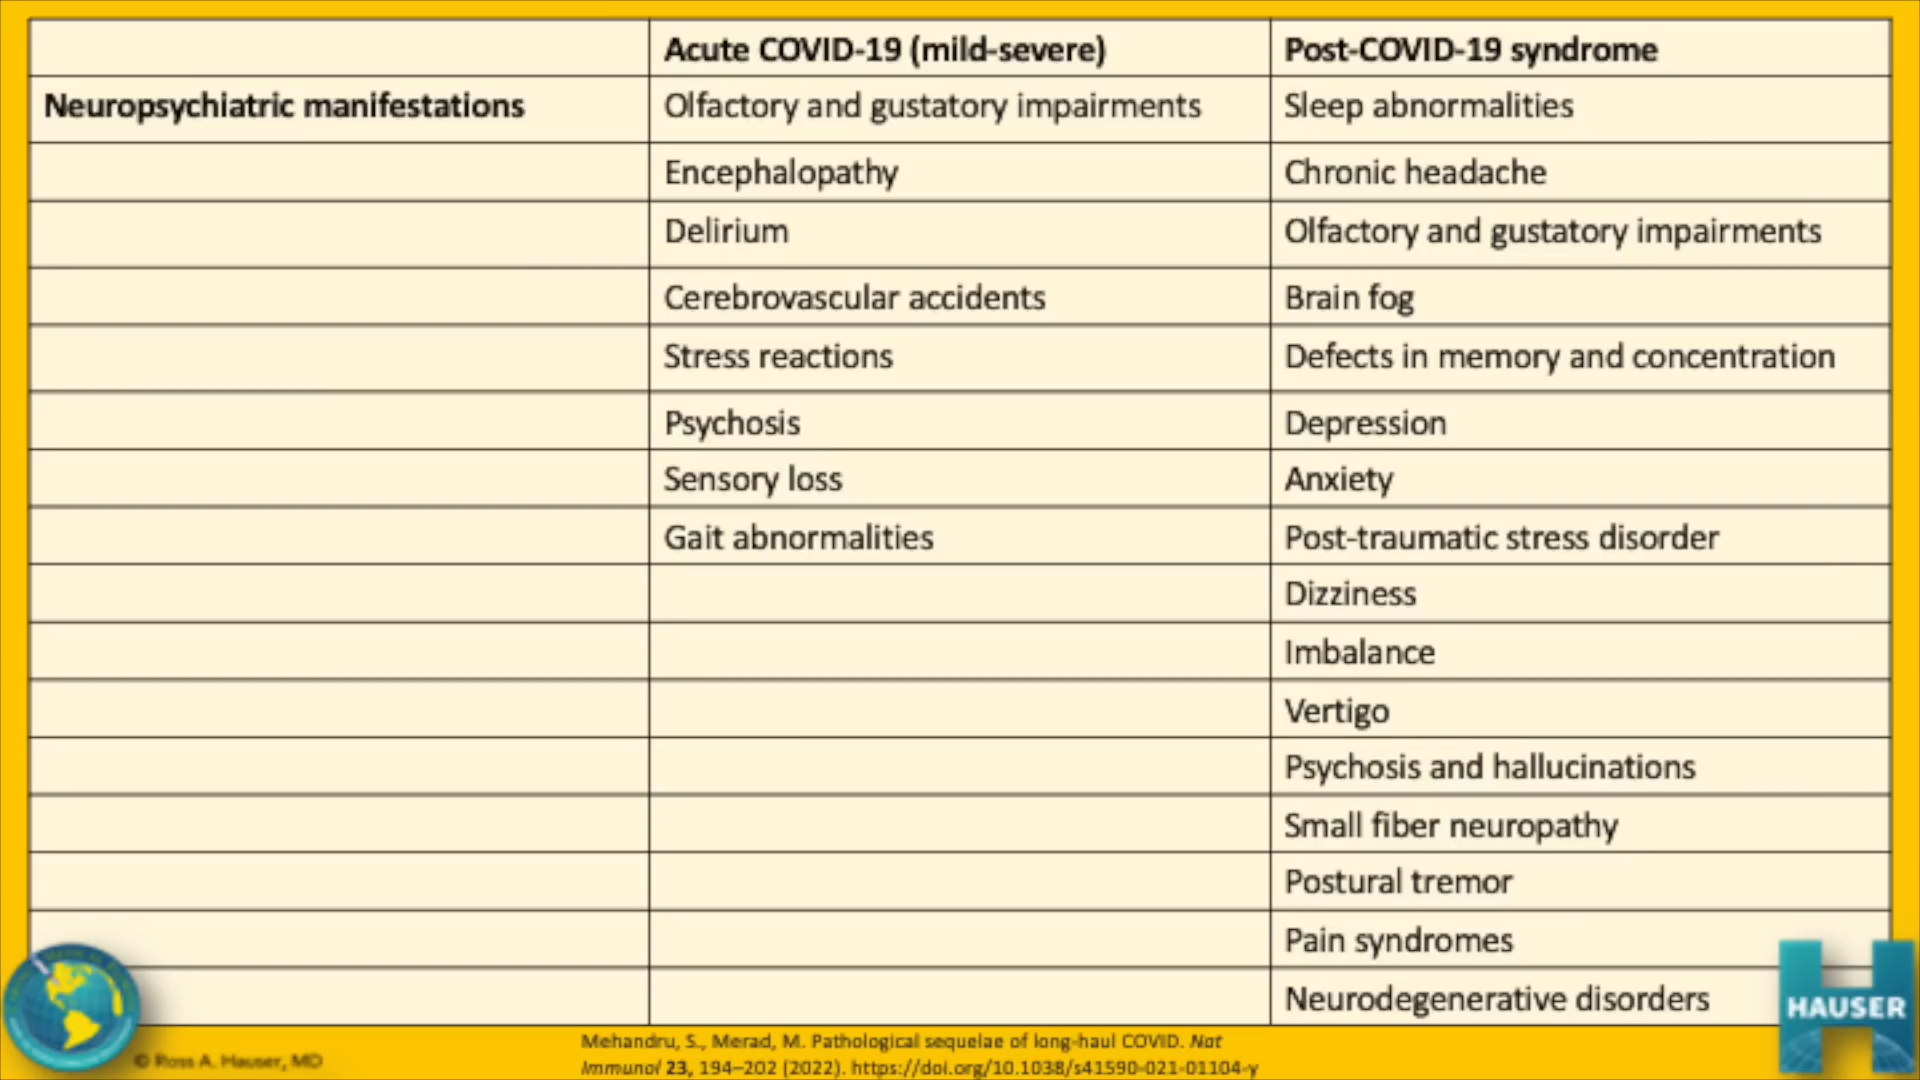 Acute COVID-19 (mild-severe) Post-COVID-19 syndrome
Neuropsychiatric manifestations Olfactory and gustatory impairments Sleep abnormalities
Encephalopathy Chronic headache
Delirium Olfactory and gustatory impairments
Cerebrovascular accidents Brain fog
Stress reactions Defects in memory and concentration
Psychosis Depression
Sensory loss Anxiety
Gait abnormalities Post-traumatic stress disorder
Dizziness
Imbalance
Vertigo
Psychosis and hallucinations
Small fiber neuropathy
Postural tremor
Pain syndromes
Neurodegenerative disorders
HAUSER
© Ross A. Hauser, MD
Mehandru, S., Merad, M. Pathological sequelae of long-haul COVID. Nat
Immunol 23, 194–202 (2022). https://doi.org/10.1038/s41590-021-01104-y